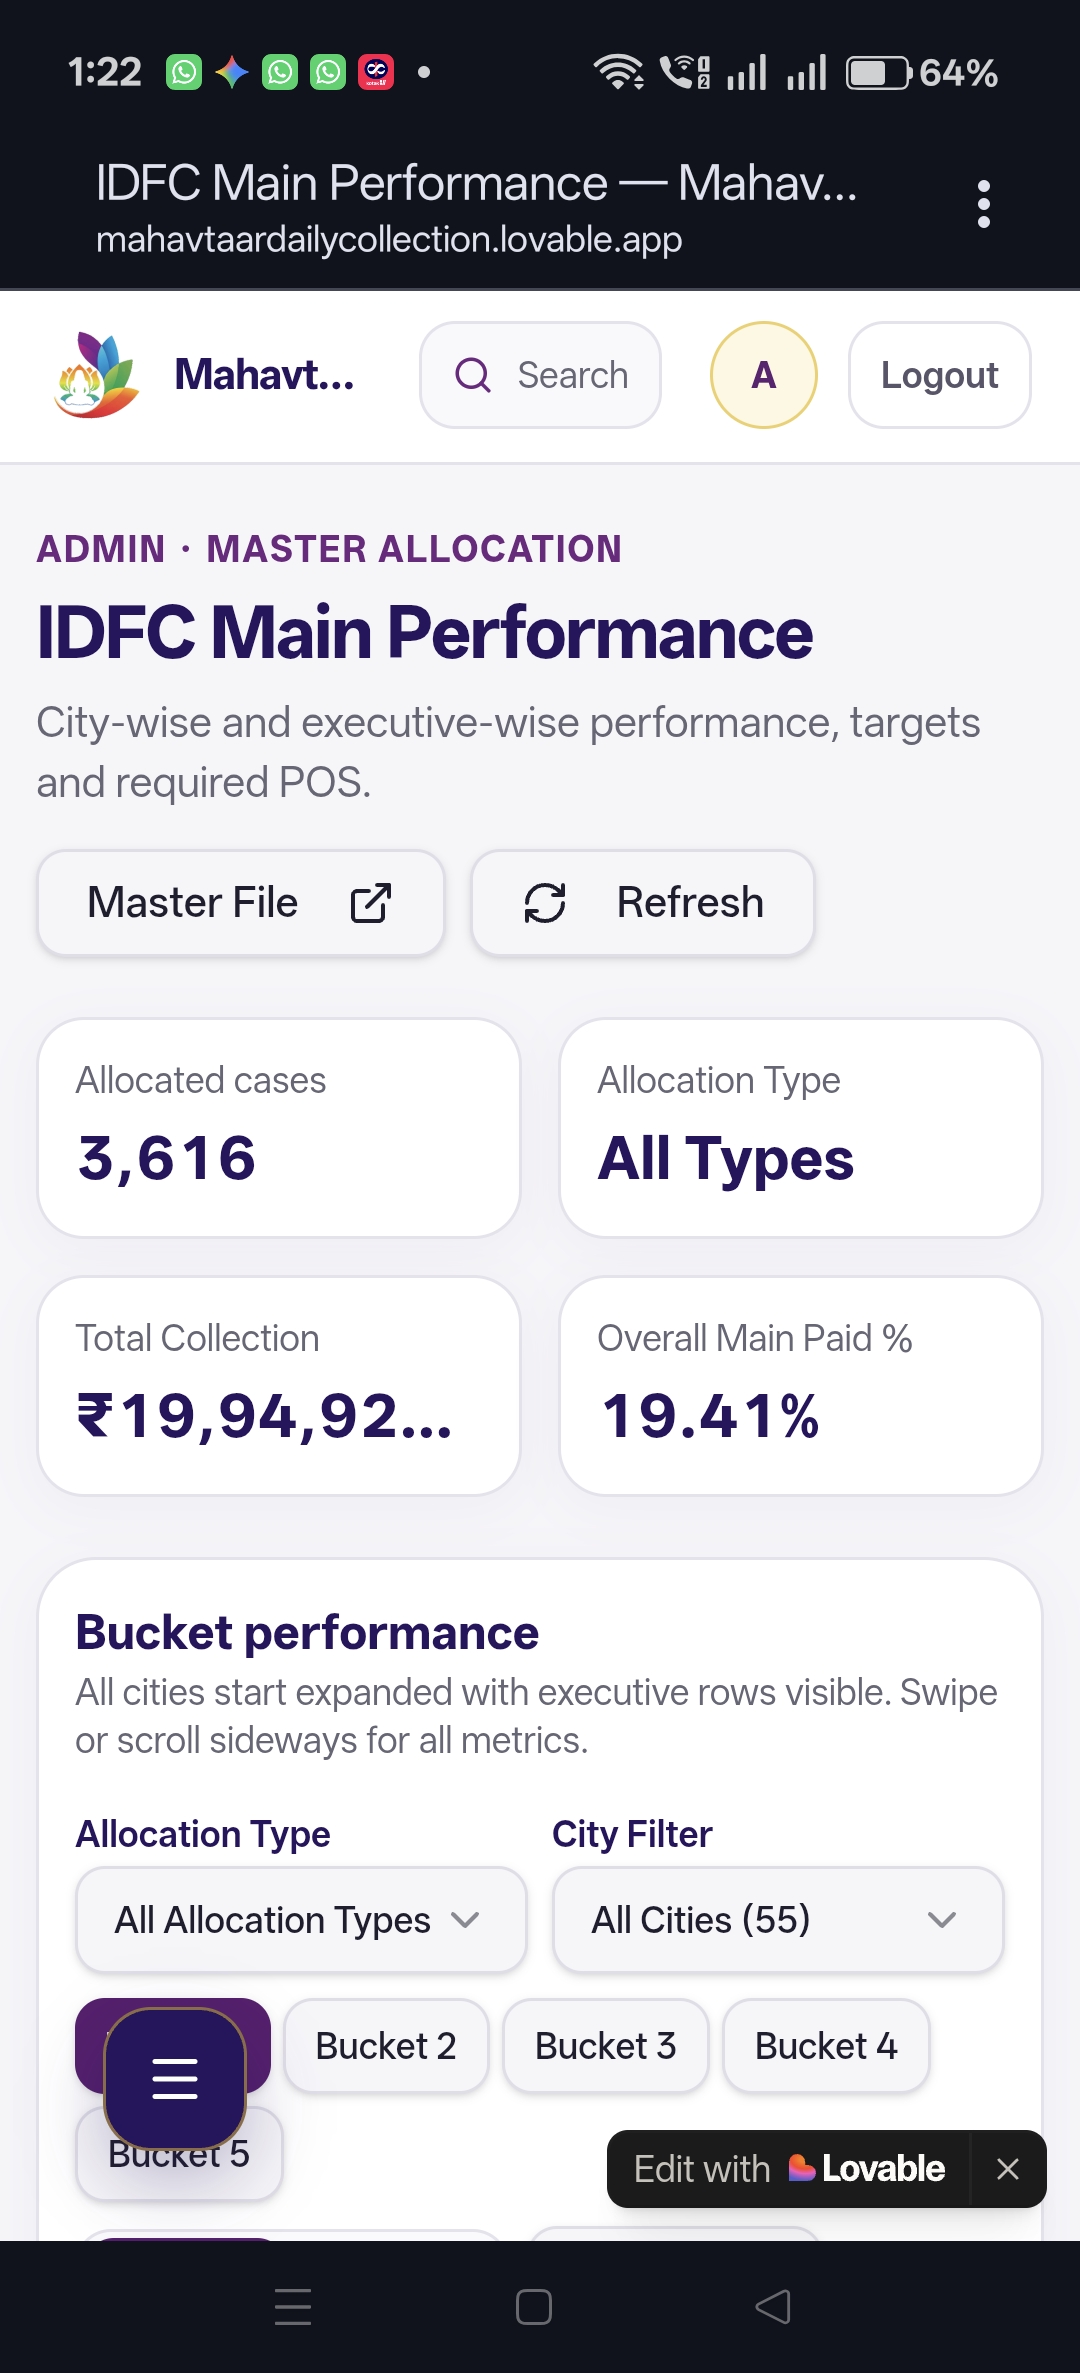 1:22
64%
IDFC Main Performance — Mahav...
mahavtaardailycollection.lovable.app
Mahavt...
Search
A
Logout
ADMIN · MASTER ALLOCATION
IDFC Main Performance
City-wise and executive-wise performance, targets
and required POS.
Master File
Refresh
Allocated cases
3,616
Allocation Type
All Types
Total Collection
₹19,94,92...
Overall Main Paid %
19.41%
Bucket performance
All cities start expanded with executive rows visible. Swipe
or scroll sideways for all metrics.
Allocation Type
City Filter
All Allocation Types
All Cities (55)
Bucket 2
Bucket 3
Bucket 4
Bucket 5
Edit with Lovable